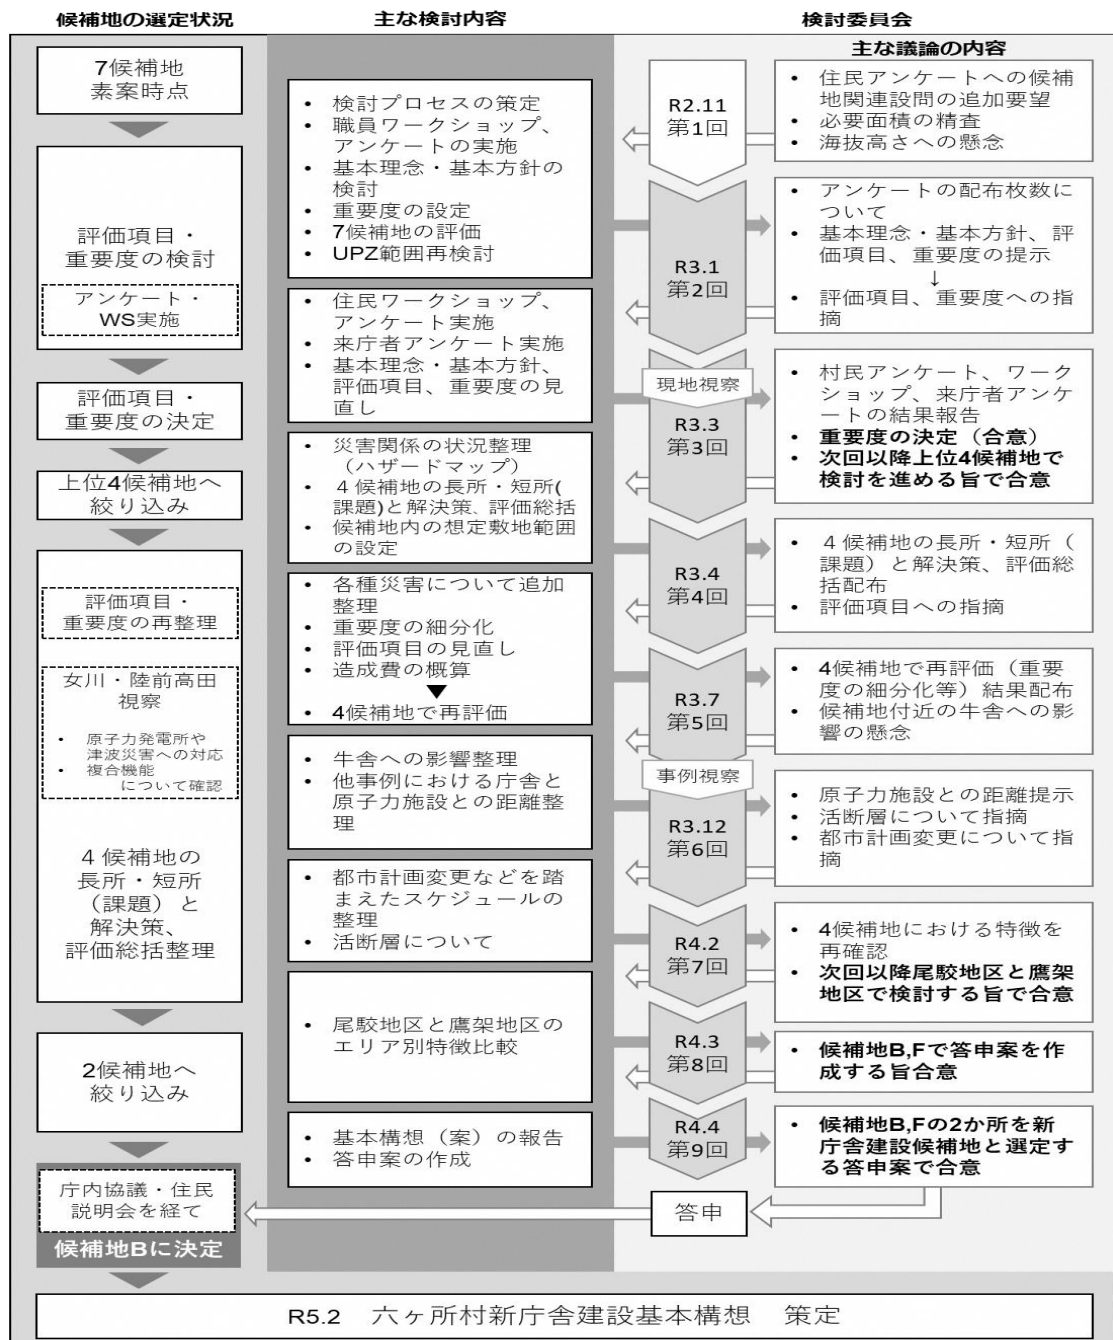 候補地の選定状況
主な検討内容
検討委員会
7候補地
素案時点
評価項目・
重要度の検討
アンケート・
WS実施
評価項目・
重要度の決定
上位4候補地へ
絞り込み
評価項目・
重要度の再整理
女川・陸前高田
視察
• 原子力発電所や
津波災害への対応
• 複合機能
について確認
４候補地の
長所・短所
（課題）と
解決策、
評価総括整理
2候補地へ
絞り込み
庁内協議・住民
説明会を経て
候補地Bに決定
• 検討プロセスの策定
• 職員ワークショップ、
アンケートの実施
• 基本理念・基本方針の
検討
• 重要度の設定
• 7候補地の評価
• UPZ範囲再検討
• 住民ワークショップ、
アンケート実施
• 来庁者アンケート実施
• 基本理念・基本方針、
評価項目、重要度の見
直し
• 災害関係の状況整理
（ハザードマップ）
• ４候補地の長所・短所(
課題)と解決策、評価総括
• 候補地内の想定敷地範囲
の設定
• 各種災害について追加
整理
• 重要度の細分化
• 評価項目の見直し
• 造成費の概算
• 4候補地で再評価
• 牛舎への影響整理
• 他事例における庁舎と
原子力施設との距離整
理
• 都市計画変更などを踏
まえたスケジュールの
整理
• 活断層について
• 尾駮地区と鷹架地区の
エリア別特徴比較
• 基本構想（案）の報告
• 答申案の作成
主な議論の内容
R2.11
第1回
• 住民アンケートへの候補
地関連設問の追加要望
• 必要面積の精査
• 海抜高さへの懸念
R3.1
第2回
• アンケートの配布枚数に
ついて
• 基本理念・基本方針、評
価項目、重要度の提示
↓
• 評価項目、重要度への指
摘
現地視察
R3.3
第3回
• 村民アンケート、ワーク
ショップ、来庁者アン
ケートの結果報告
• 重要度の決定（合意）
• 次回以降上位4候補地で
検討を進める旨で合意
R3.4
第4回
• ４候補地の長所・短所（
課題）と解決策、評価総
括配布
• 評価項目への指摘
R3.7
第5回
• 4候補地で再評価（重要
度の細分化等）結果配布
• 候補地付近の牛舎への影
響の懸念
事例視察
R3.12
第6回
• 原子力施設との距離提示
• 活断層について指摘
• 都市計画変更について指
摘
R4.2
第7回
• 4候補地における特徴を
再確認
• 次回以降尾駮地区と鷹架
地区で検討する旨で合意
R4.3
第8回
• 候補地B,Fで答申案を作
成する旨合意
R4.4
第9回
• 候補地B,Fの2か所を新
庁舎建設候補地と選定す
る答申案で合意
答申
R5.2　六ヶ所村新庁舎建設基本構想　策定